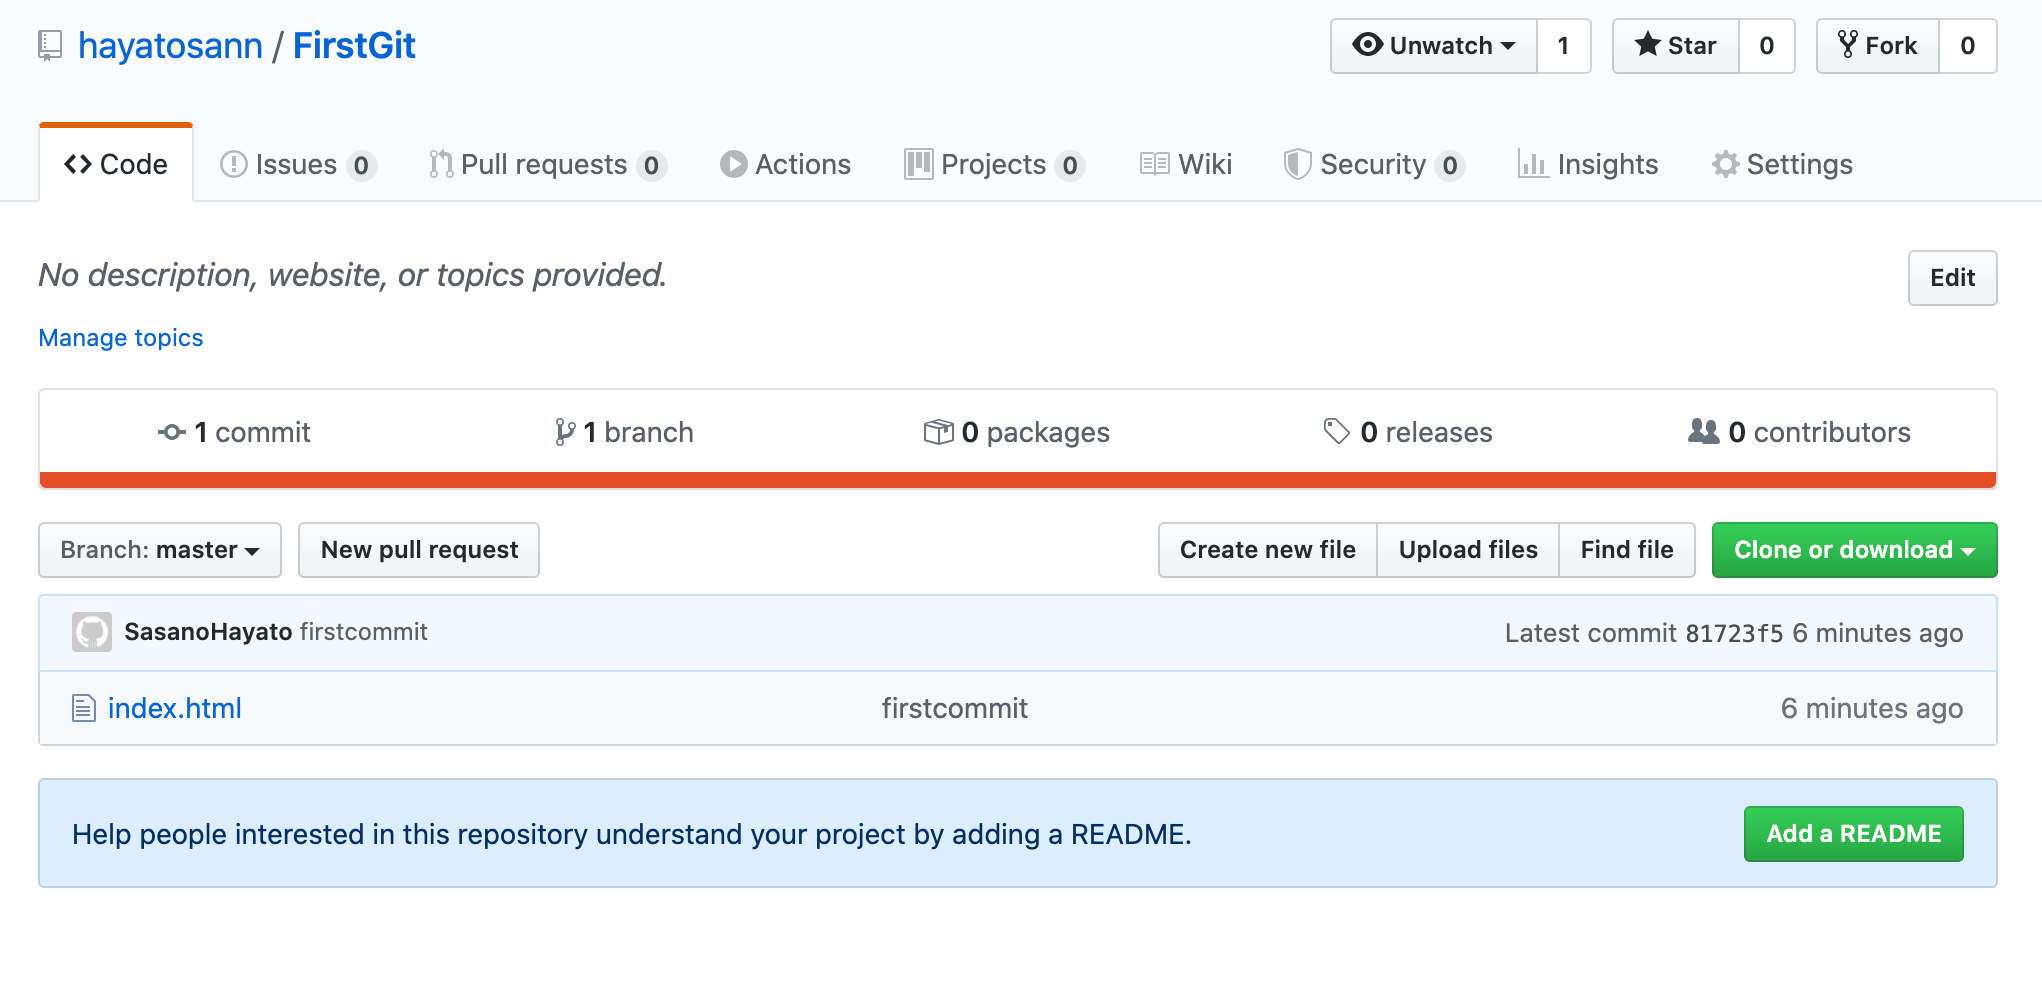 hayatosann / FirstGit
Unwatch 1
Star 0
Fork 0
Code
Issues 0
Pull requests 0
Actions
Projects 0
Wiki
Security 0
Insights
Settings
No description, website, or topics provided.
Edit
Manage topics
1 commit
1 branch
0 packages
0 releases
0 contributors
Branch: master
New pull request
Create new file
Upload files
Find file
Clone or download
SasanoHayato firstcommit
Latest commit 81723f5 6 minutes ago
index.html
firstcommit
6 minutes ago
Help people interested in this repository understand your project by adding a README.
Add a README